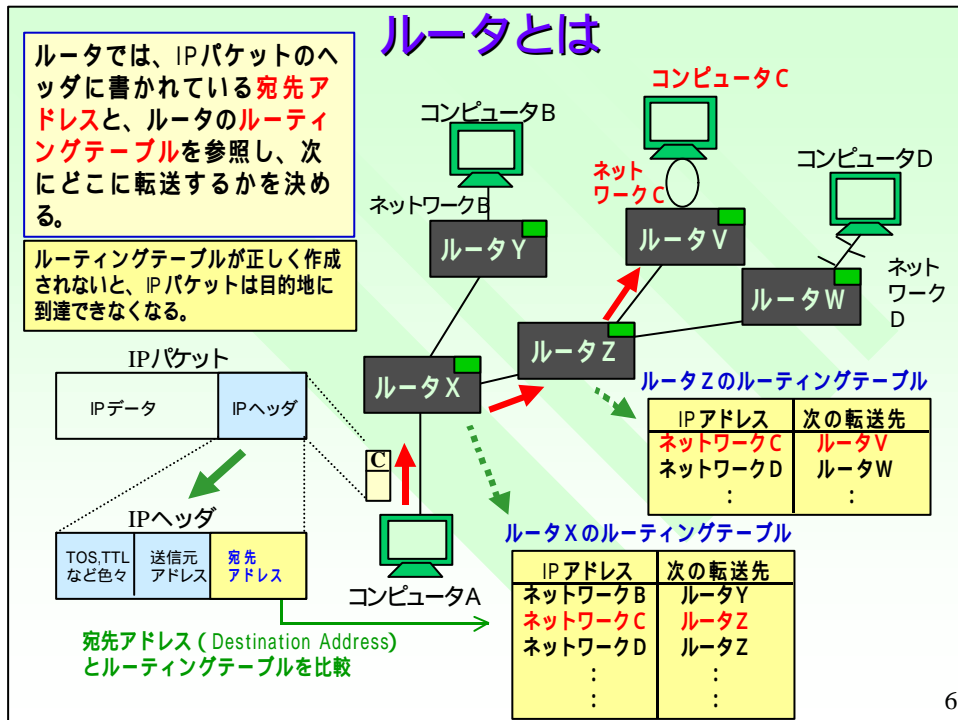 ルータとは
ルータでは、IPパケットのヘ
ッダに書かれている宛先ア
ドレスと、ルータのルーティ
ングテーブルを参照し、次
にどこに転送するかを決め
る。
ルーティングテーブルが正しく作成
されないと、IPパケットは目的地に
到達できなくなる。
コンピュータB
ネットワークB
ルータY
コンピュータC
ネット
ワークC
ルータV
コンピュータD
ルータW
ネット
ワーク
D
ルータZ
ルータX
IPパケット
IPデータ
IPヘッダ
C
IPヘッダ
TOS,TTL
など色々
送信元
アドレス
宛先
アドレス
コンピュータA
宛先アドレス(Destination Address)
とルーティングテーブルを比較
ルータZのルーティングテーブル
IPアドレス 次の転送先
ネットワークC ルータV
ネットワークD ルータW
: :
ルータXのルーティングテーブル
IPアドレス 次の転送先
ネットワークB ルータY
ネットワークC ルータZ
ネットワークD ルータZ
: :
: :
6